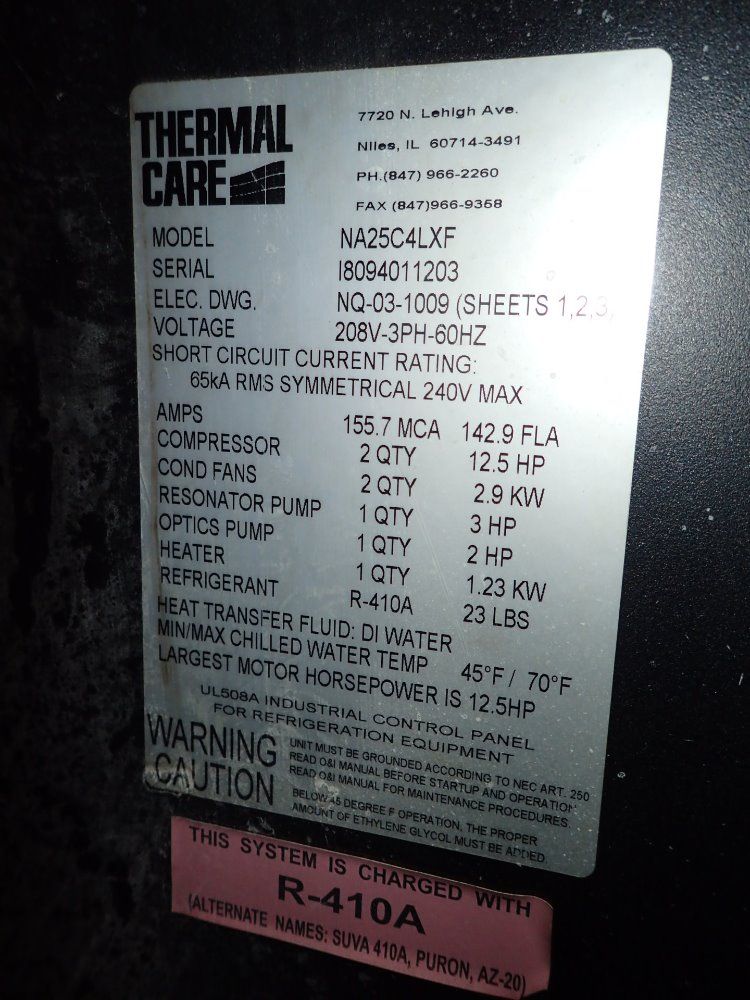 THERMAL
CARE
7720 N. Lehigh Ave.
Niles, IL 60714-3491
PH.(847) 966-2260
FAX (847)966-9358
MODEL NA25C4LXF
SERIAL I8094011203
ELEC. DWG. NQ-03-1009 (SHEETS 1,2,3,
VOLTAGE 208V-3PH-60HZ
SHORT CIRCUIT CURRENT RATING:
65kA RMS SYMMETRICAL 240V MAX
AMPS 155.7 MCA 142.9 FLA
COMPRESSOR 2 QTY 12.5 HP
COND FANS 2 QTY 2.9 KW
RESONATOR PUMP 1 QTY 3 HP
OPTICS PUMP 1 QTY 2 HP
HEATER 1 QTY 1.23 KW
REFRIGERANT R-410A 23 LBS
HEAT TRANSFER FLUID: DI WATER
MIN/MAX CHILLED WATER TEMP 45°F / 70°F
LARGEST MOTOR HORSEPOWER IS 12.5HP
UL508A INDUSTRIAL CONTROL PANEL
FOR REFRIGERATION EQUIPMENT
WARNING
UNIT MUST BE GROUNDED ACCORDING TO NEC ART. 250
READ O&I MANUAL BEFORE STARTUP AND OPERATION.
READ O&I MANUAL FOR MAINTENANCE PROCEDURES.
CAUTION
BELOW 45 DEGREE F OPERATION, THE PROPER
AMOUNT OF ETHYLENE GLYCOL MUST BE ADDED.
THIS SYSTEM IS CHARGED WITH
R-410A
(ALTERNATE NAMES: SUVA 410A, PURON, AZ-20)